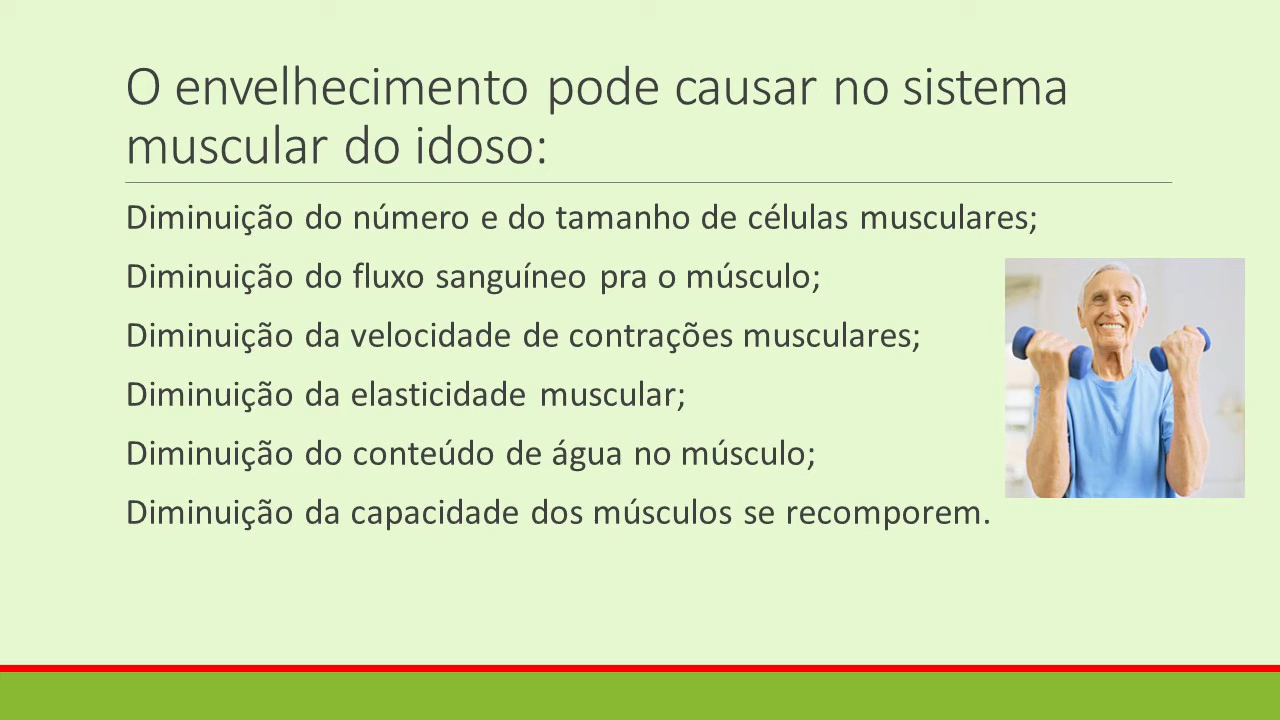 O envelhecimento pode causar no sistema
muscular do idoso:
Diminuição do número e do tamanho de células musculares;
Diminuição do fluxo sanguíneo pra o músculo;
Diminuição da velocidade de contrações musculares;
Diminuição da elasticidade muscular;
Diminuição do conteúdo de água no músculo;
Diminuição da capacidade dos músculos se recomporem.